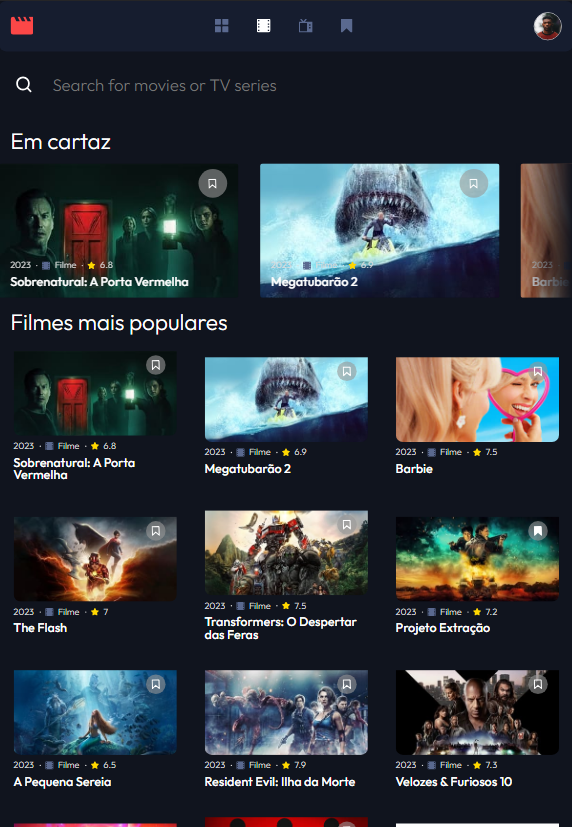 Search for movies or TV series
Em cartaz
2023 · Filme · 6.8
Sobrenatural: A Porta Vermelha
2023 · Filme · 6.9
Megatubarão 2
2023
Barbie
Filmes mais populares
2023 · Filme · 6.8
Sobrenatural: A Porta
Vermelha
2023 · Filme · 6.9
Megatubarão 2
2023 · Filme · 7.5
Barbie
2023 · Filme · 7
The Flash
2023 · Filme · 7.5
Transformers: O Despertar
das Feras
2023 · Filme · 7.2
Projeto Extração
2023 · Filme · 6.5
A Pequena Sereia
2023 · Filme · 7.9
Resident Evil: Ilha da Morte
2023 · Filme · 7.3
Velozes & Furiosos 10